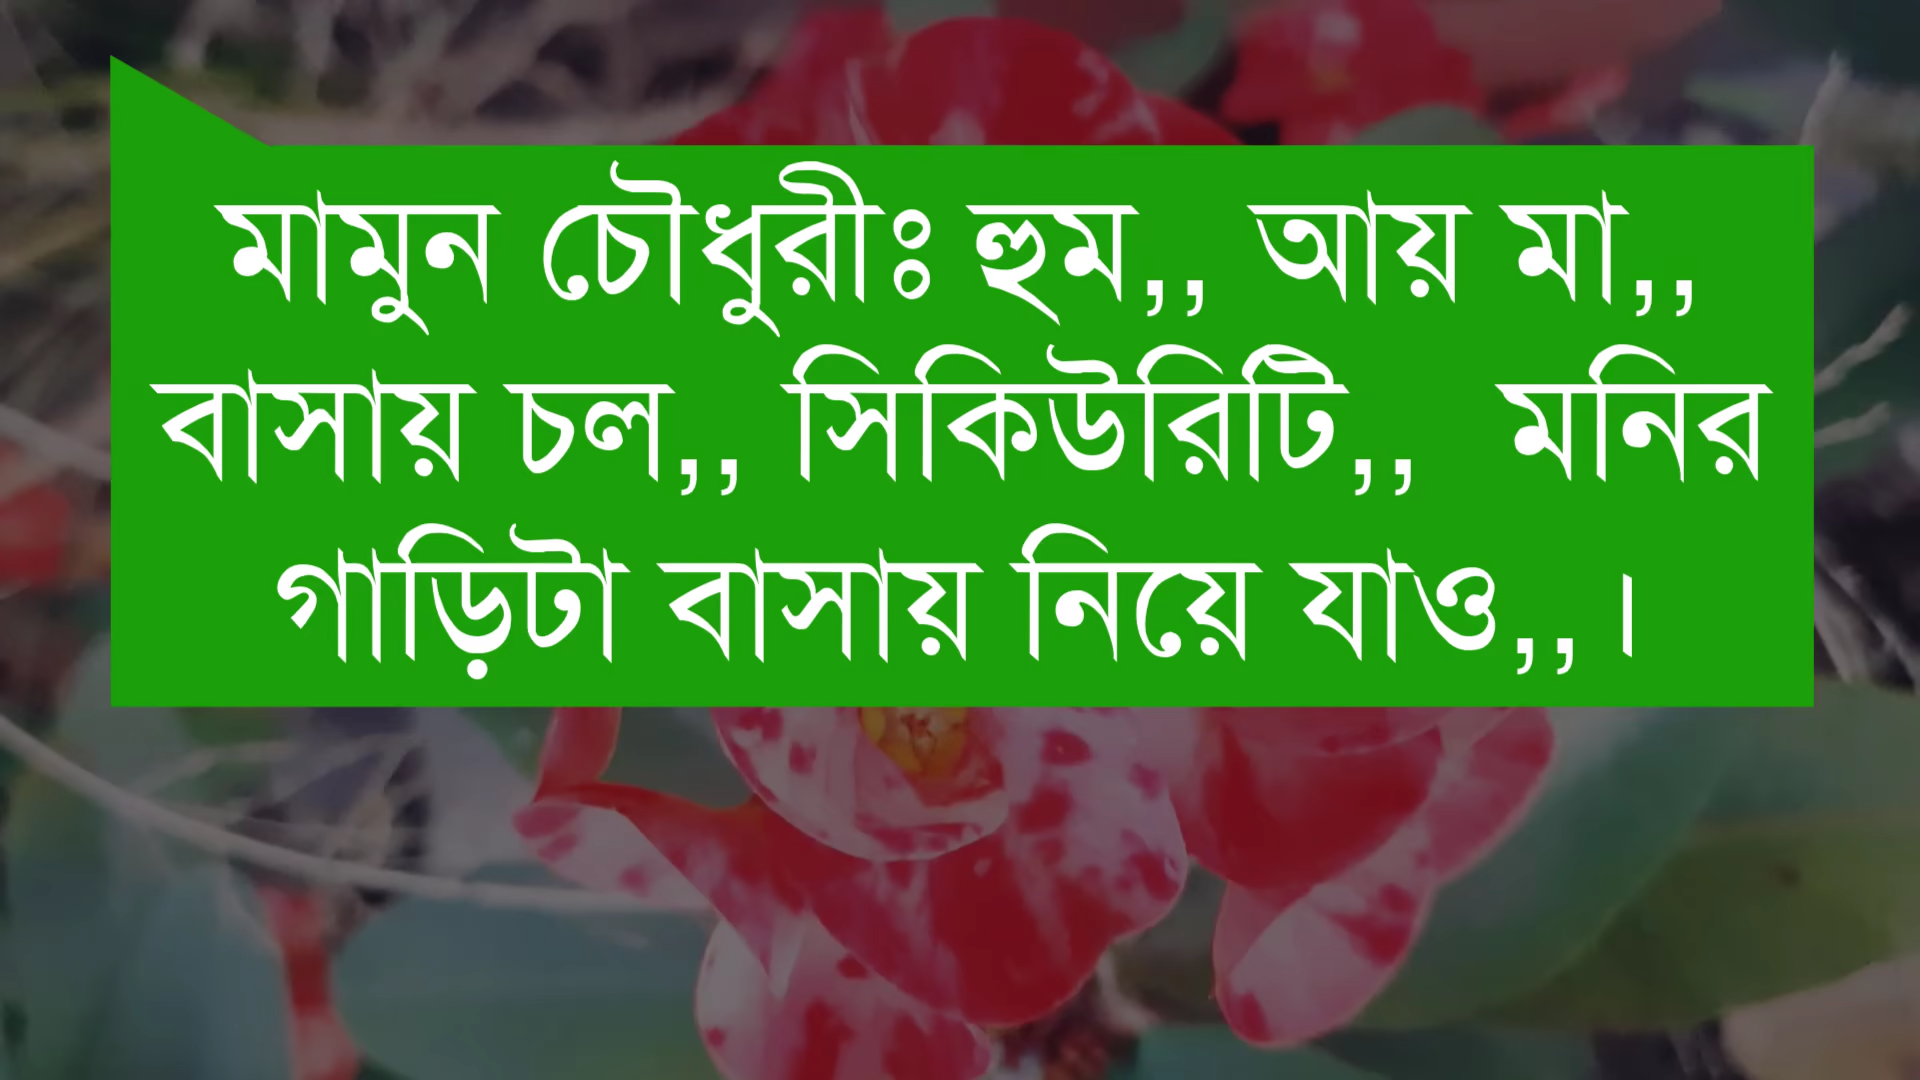 মামুন চৌধুরীঃ হুম,, আয় মা,,
বাসায় চল,, সিকিউরিটি,, মনির
গাড়িটা বাসায় নিয়ে যাও,,।